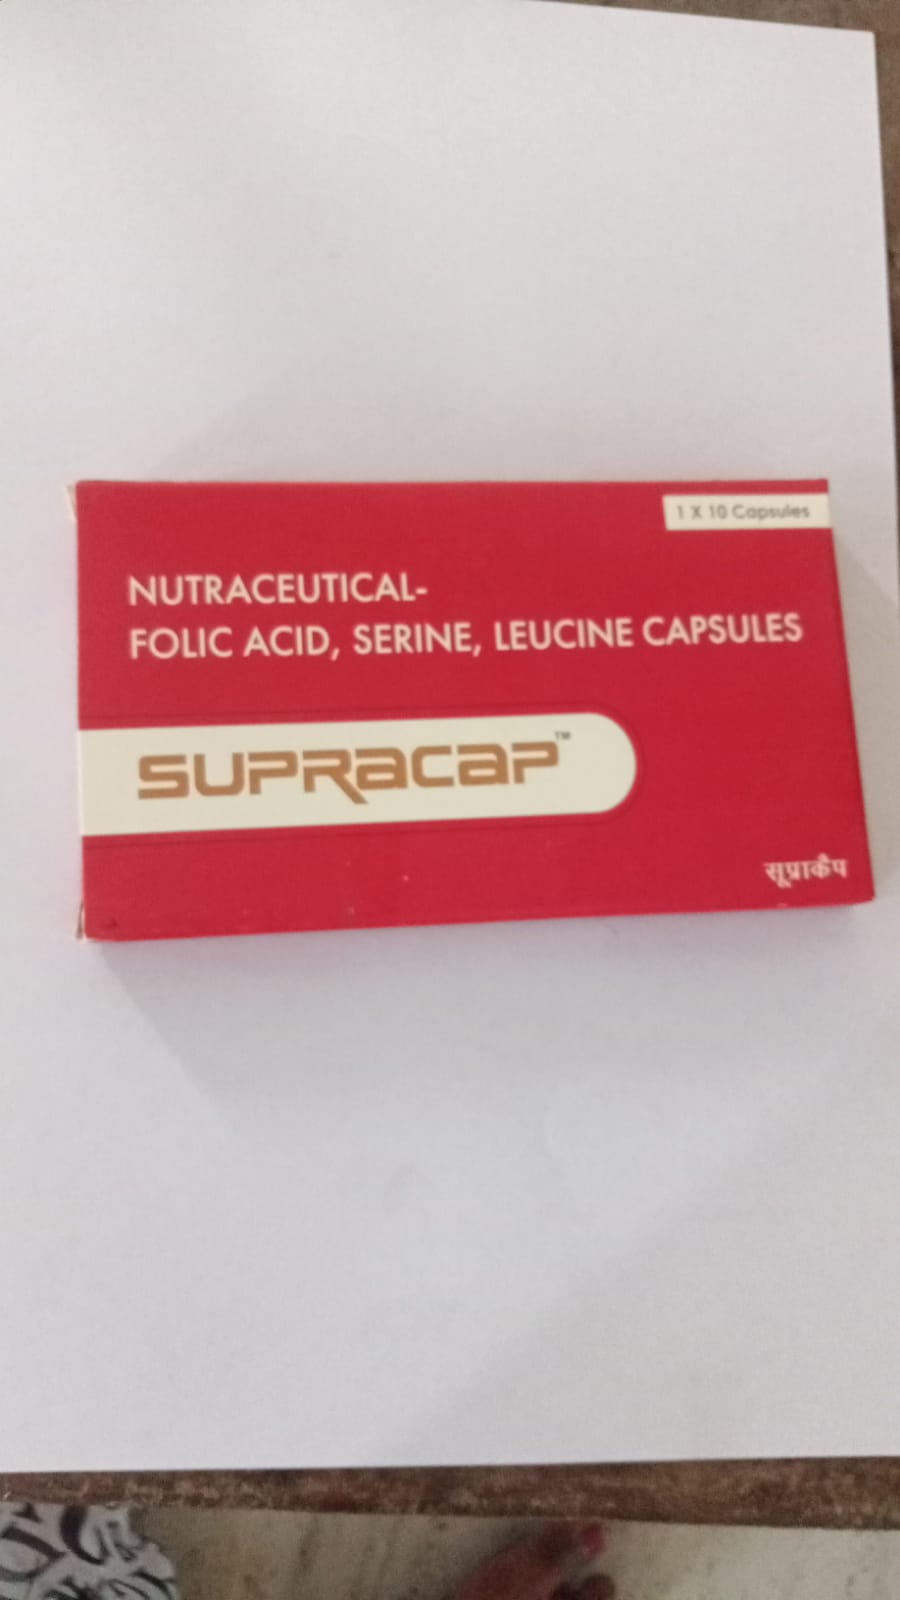 1 X 10 Capsules
NUTRACEUTICAL-
FOLIC ACID, SERINE, LEUCINE CAPSULES
SUPRACAP™
सूप्राकॅप